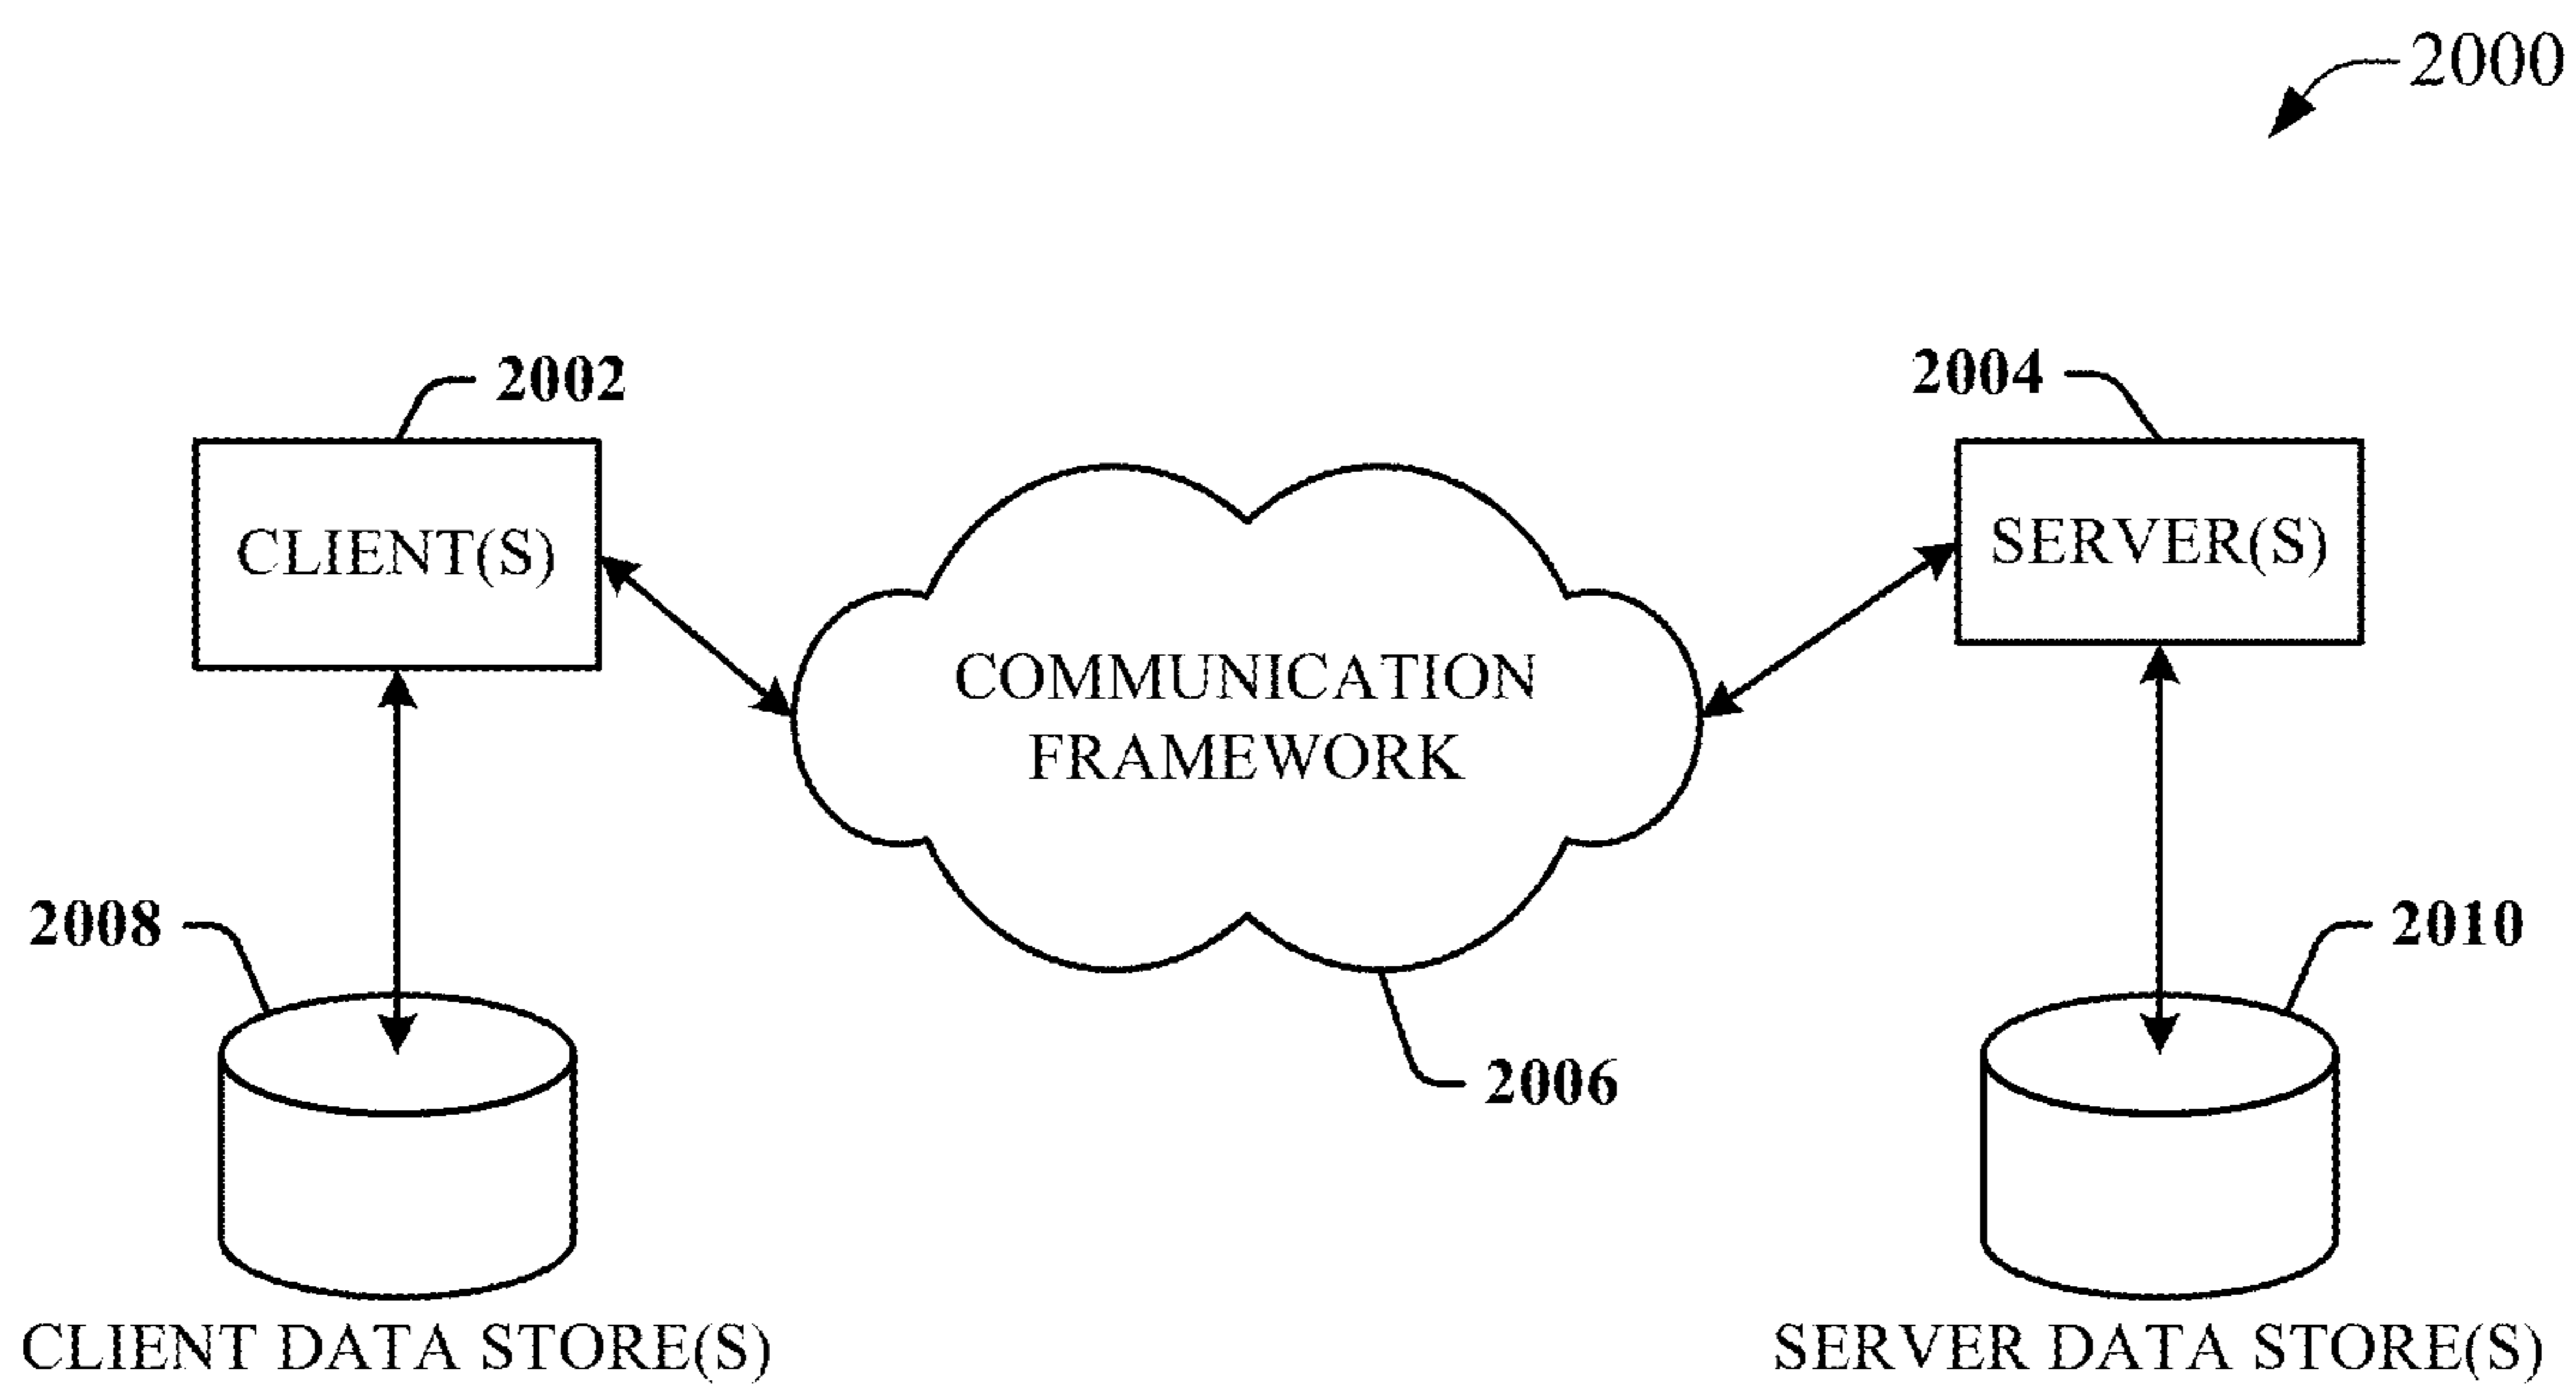 2000
2002
2004
CLIENT(S)
SERVER(S)
COMMUNICATION
FRAMEWORK
2008
2010
2006
CLIENT DATA STORE(S)
SERVER DATA STORE(S)